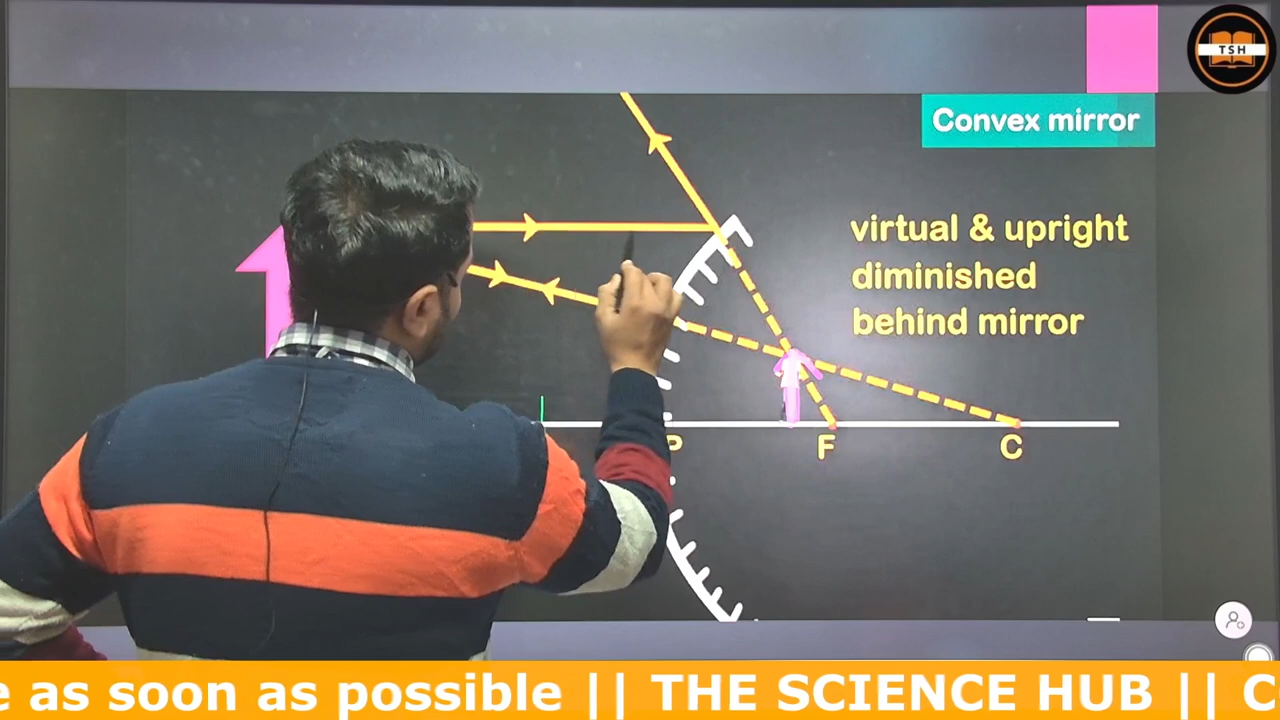 TSH
Convex mirror
virtual & upright
diminished
behind mirror
P F C
e as soon as possible || THE SCIENCE HUB || C